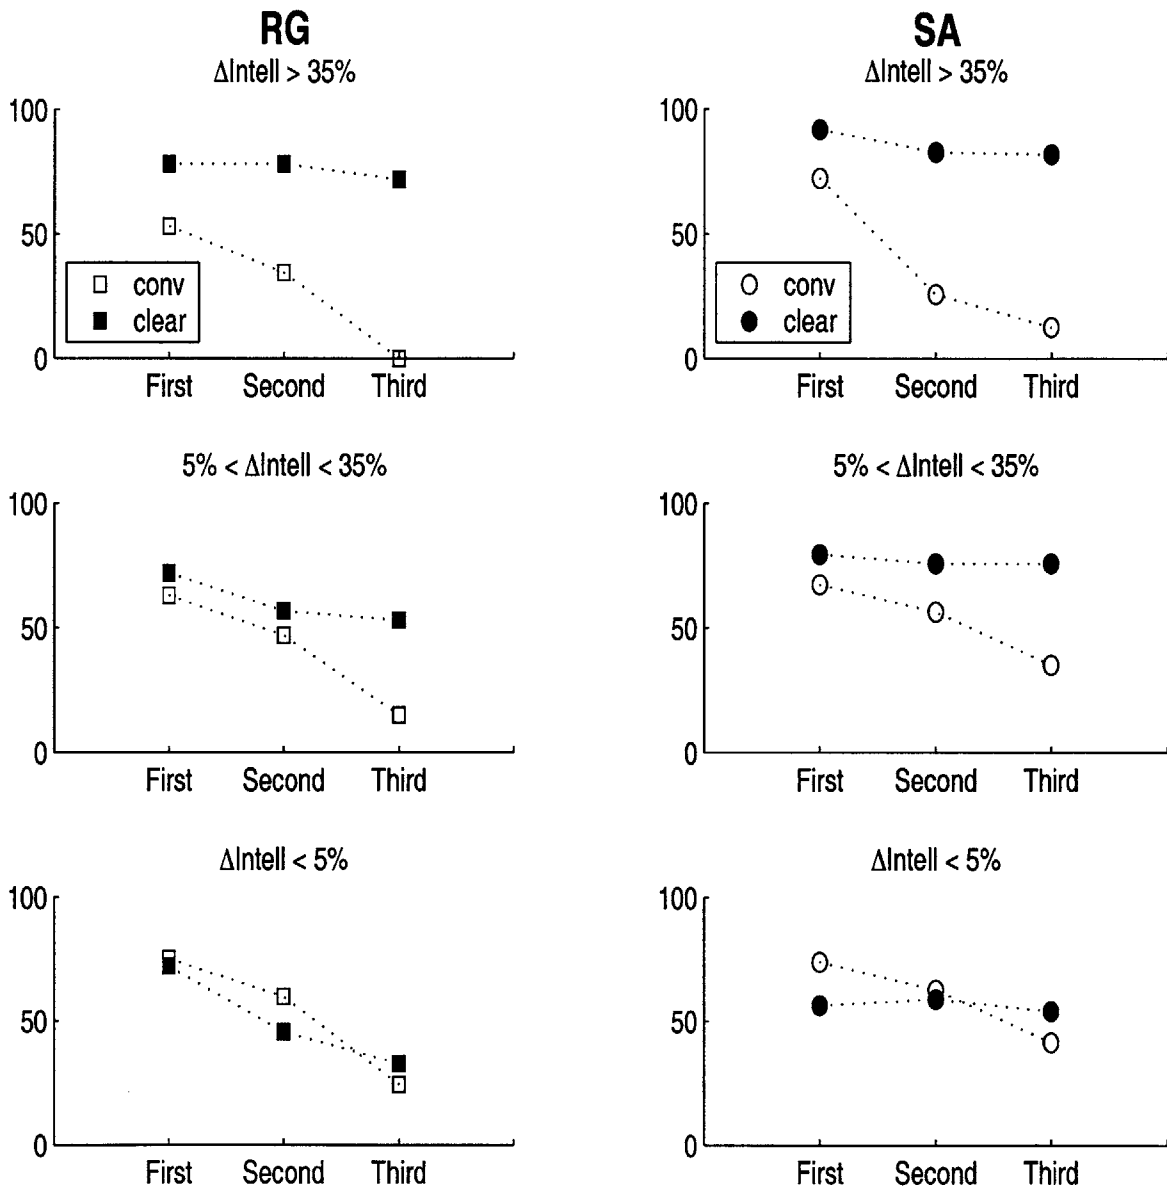 RG
ΔIntell > 35%
100
50
0
conv
clear
First Second Third
5% < ΔIntell < 35%
100
50
0
First Second Third
ΔIntell < 5%
100
50
0
First Second Third
SA
ΔIntell > 35%
100
50
0
conv
clear
First Second Third
5% < ΔIntell < 35%
100
50
0
First Second Third
ΔIntell < 5%
100
50
0
First Second Third